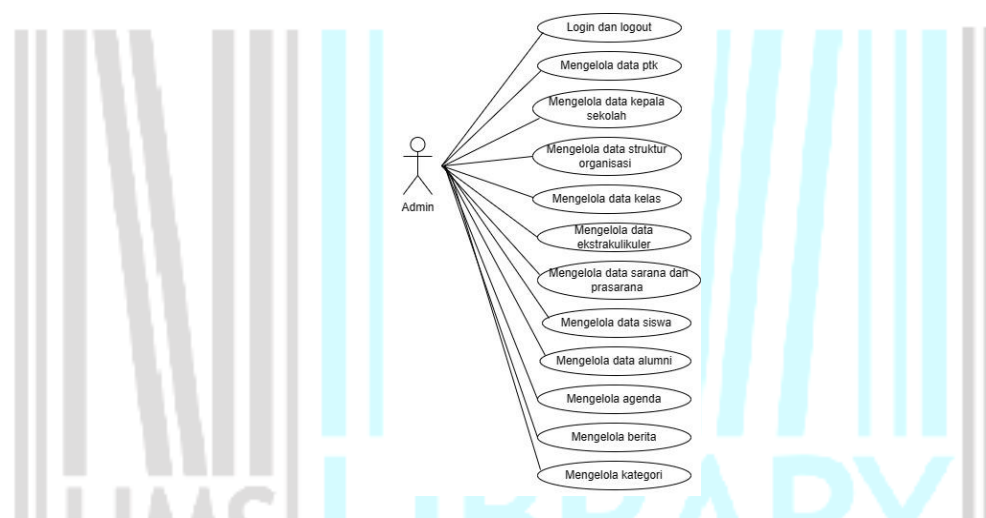 Login dan logout
Mengelola data ptk
Mengelola data kepala
sekolah
Mengelola data struktur
organisasi
Admin
Mengelola data kelas
Mengelola data
ekstrakulikuler
Mengelola data sarana dan
prasarana
Mengelola data siswa
Mengelola data alumni
Mengelola agenda
Mengelola berita
Mengelola kategori
UMS LIBRARY